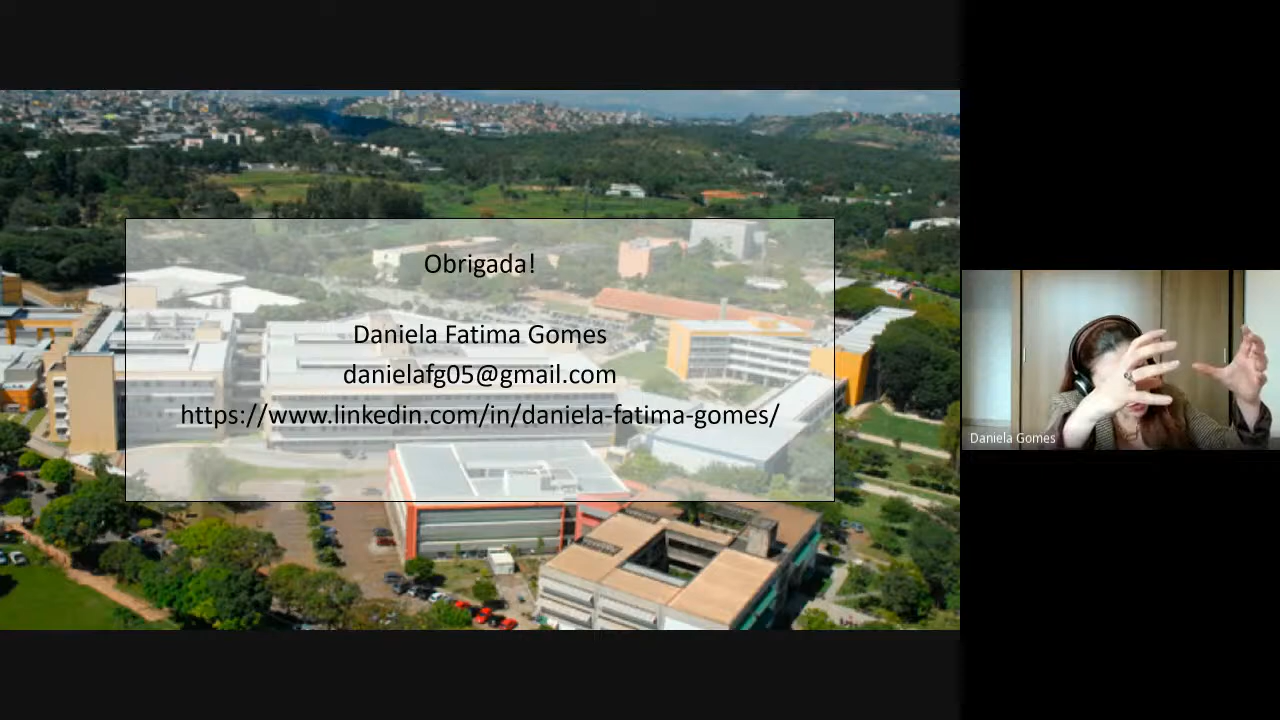 Obrigada!
Daniela Fatima Gomes
danielafg05@gmail.com
https://www.linkedin.com/in/daniela-fatima-gomes/
Daniela Gomes